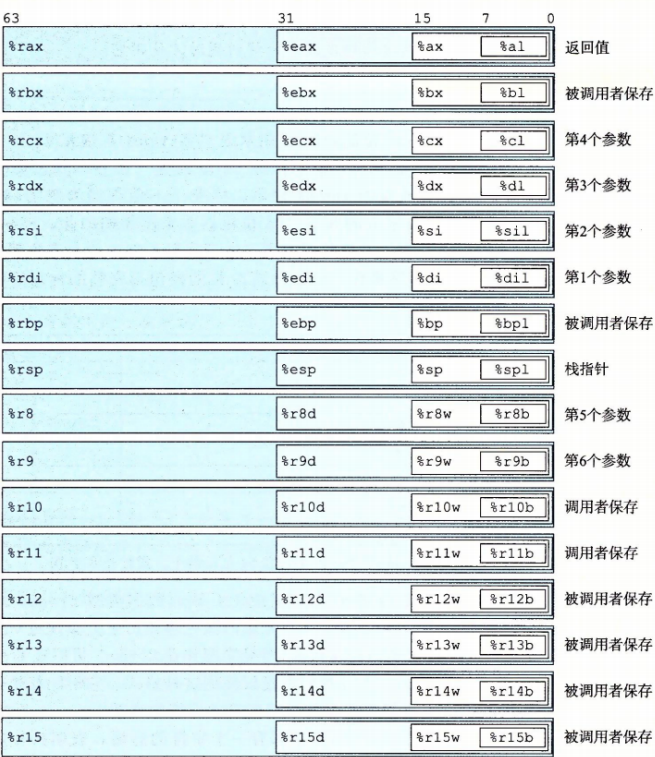 63 31 15 7 0
%rax %eax %ax %al 返回值
%rbx %ebx %bx %bl 被调用者保存
%rcx %ecx %cx %cl 第4个参数
%rdx %edx %dx %dl 第3个参数
%rsi %esi %si %sil 第2个参数
%rdi %edi %di %dil 第1个参数
%rbp %ebp %bp %bpl 被调用者保存
%rsp %esp %sp %spl 栈指针
%r8 %r8d %r8w %r8b 第5个参数
%r9 %r9d %r9w %r9b 第6个参数
%r10 %r10d %r10w %r10b 调用者保存
%r11 %r11d %r11w %r11b 调用者保存
%r12 %r12d %r12w %r12b 被调用者保存
%r13 %r13d %r13w %r13b 被调用者保存
%r14 %r14d %r14w %r14b 被调用者保存
%r15 %r15d %r15w %r15b 被调用者保存